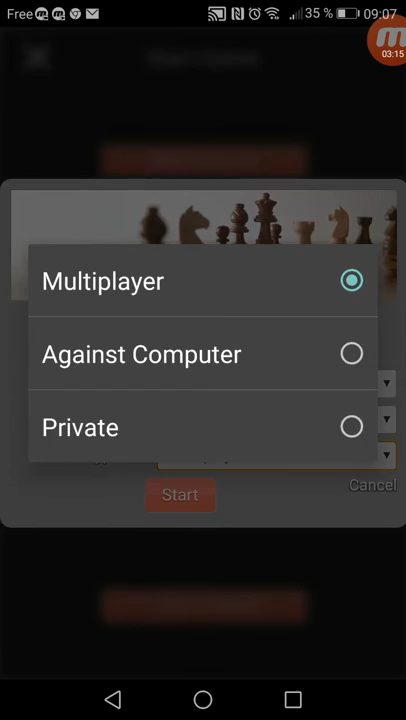 Free 35 % 09:07
03:15
Multiplayer
Against Computer
Private
Cancel
Start